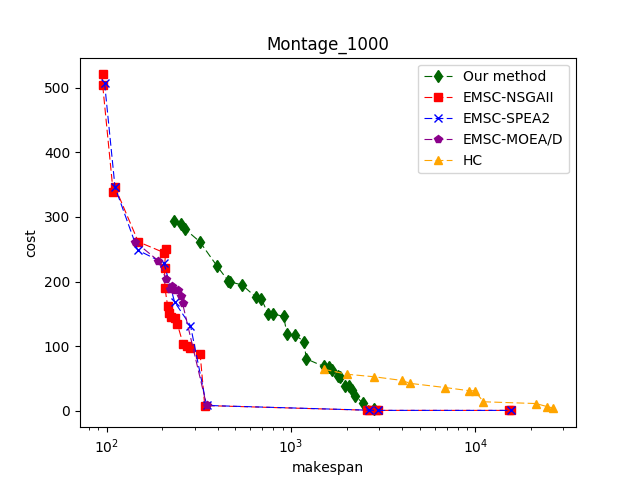 Montage_1000
cost
500
400
300
200
100
0
Our method
EMSC-NSGAII
EMSC-SPEA2
EMSC-MOEA/D
HC
10² 10³ 10⁴
makespan